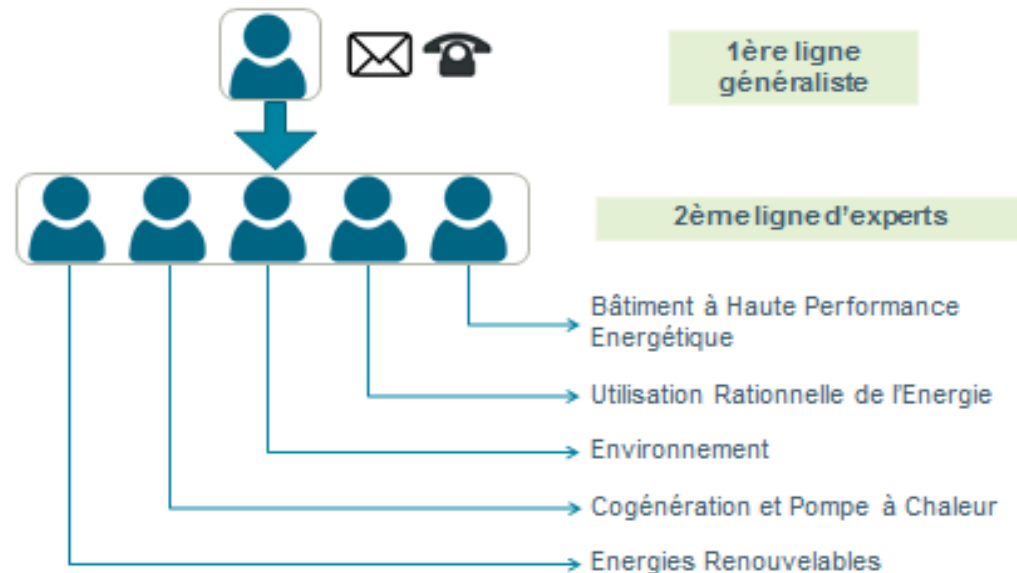 1ère ligne
généraliste
2ème ligne d'experts
Bâtiment à Haute Performance
Energétique
Utilisation Rationnelle de l'Energie
Environnement
Cogénération et Pompe à Chaleur
Energies Renouvelables